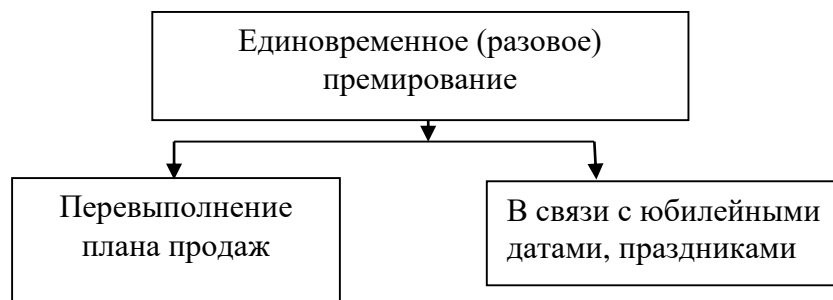 Единовременное (разовое)
премирование
Перевыполнение
плана продаж
В связи с юбилейными
датами, праздниками